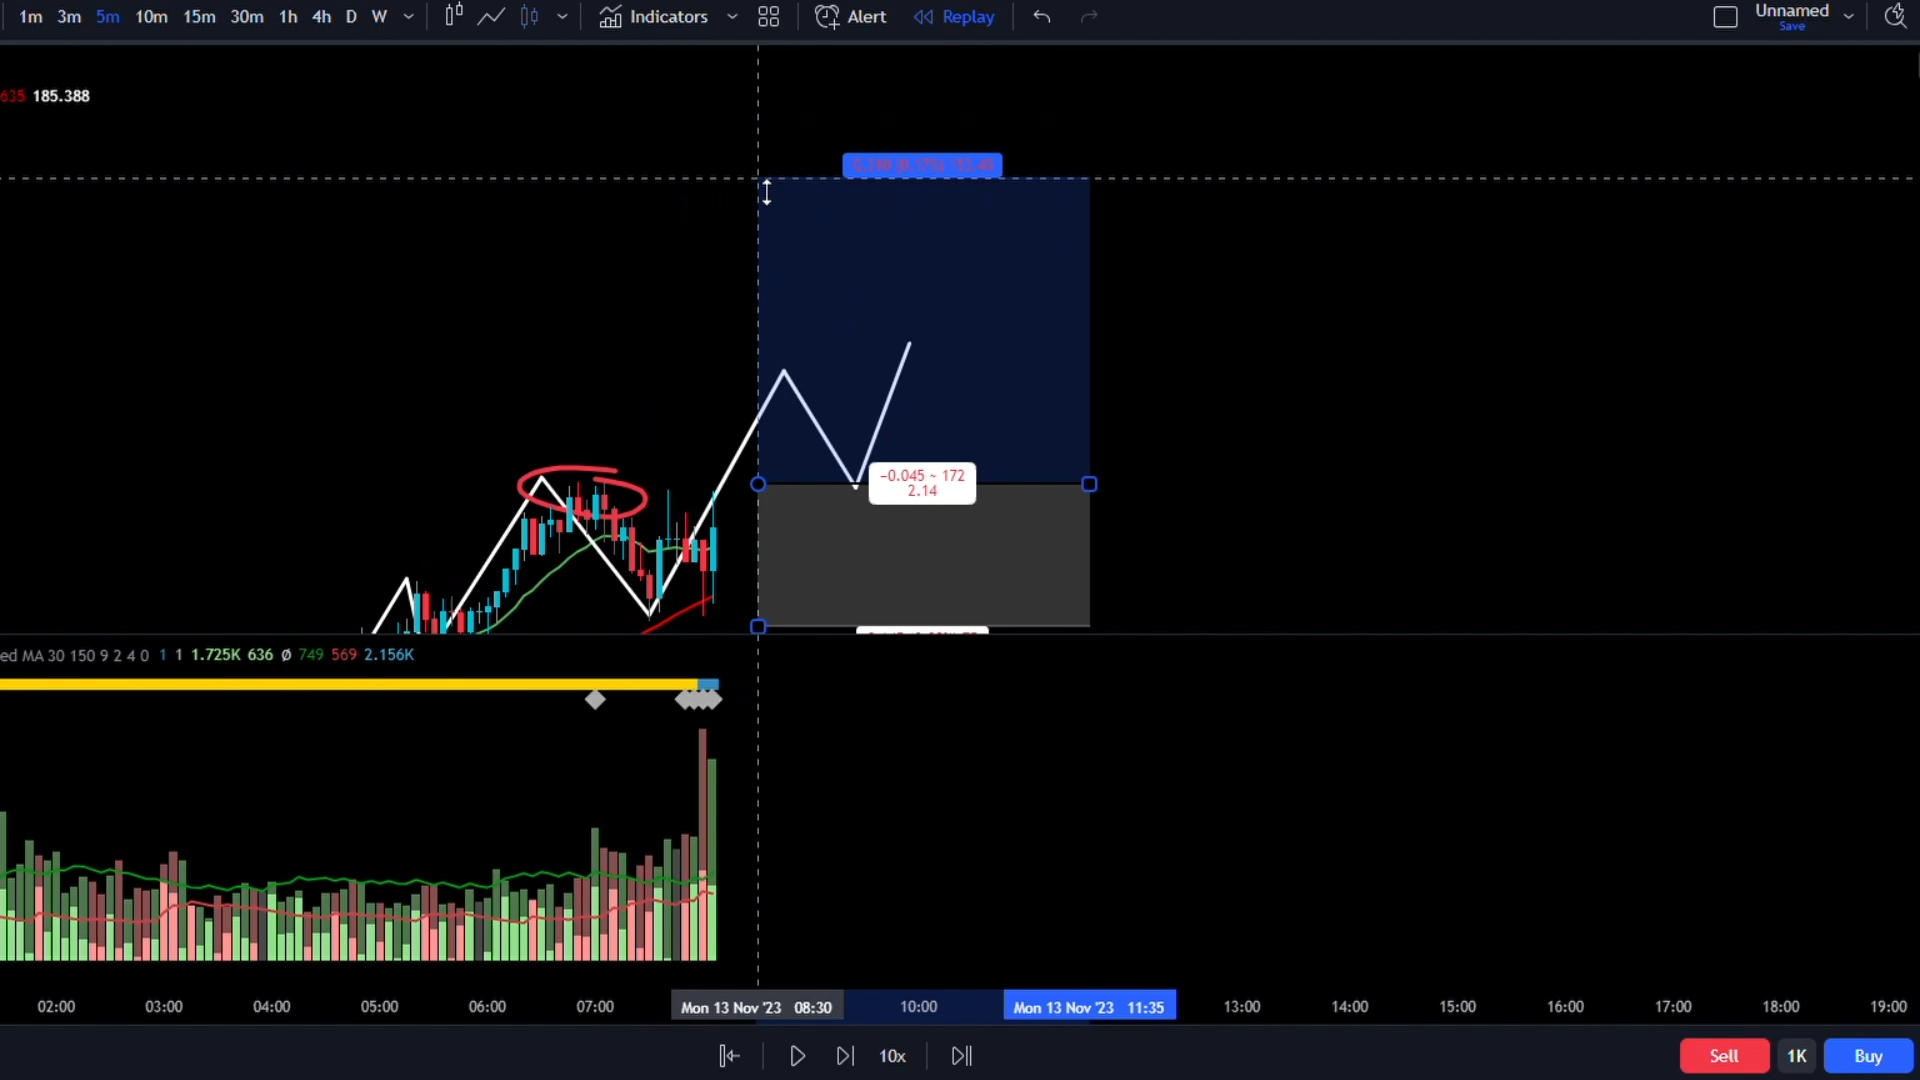 1m 3m 5m 10m 15m 30m 1h 4h D W Indicators Alert Replay Unnamed
Save
635 185.388
−0.045 ~ 172
2.14
ed MA 30 150 9 2 4 0 1 1 1.725K 636 Ø 749 569 2.156K
02:00 03:00 04:00 05:00 06:00 07:00 Mon 13 Nov '23 08:30 10:00 Mon 13 Nov '23 11:35 13:00 14:00 15:00 16:00 17:00 18:00 19:00
10x Sell 1K Buy